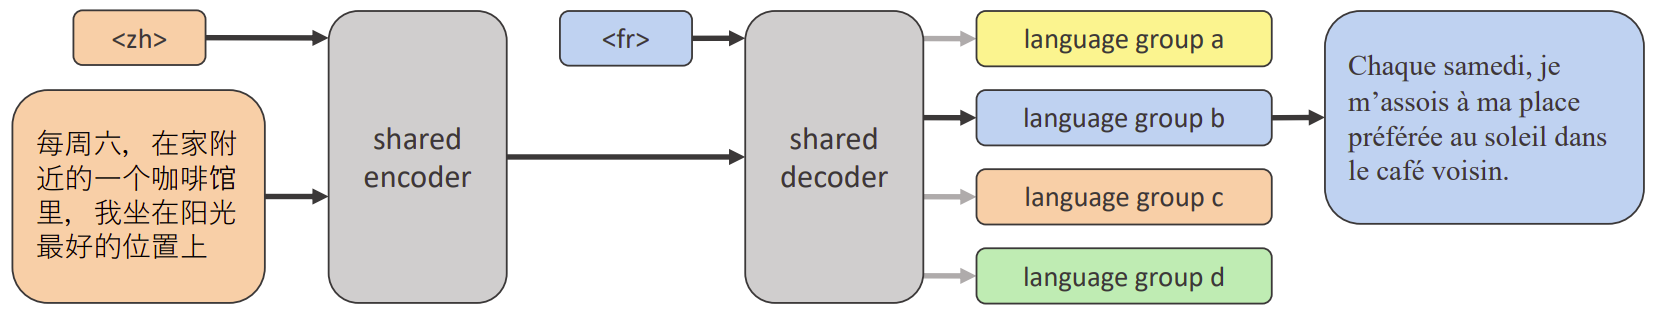 <zh>
每周六，在家附
近的一个咖啡馆
里，我坐在阳光
最好的位置上
shared
encoder
<fr>
shared
decoder
language group a
language group b
language group c
language group d
Chaque samedi, je
m’assois à ma place
préférée au soleil dans
le café voisin.